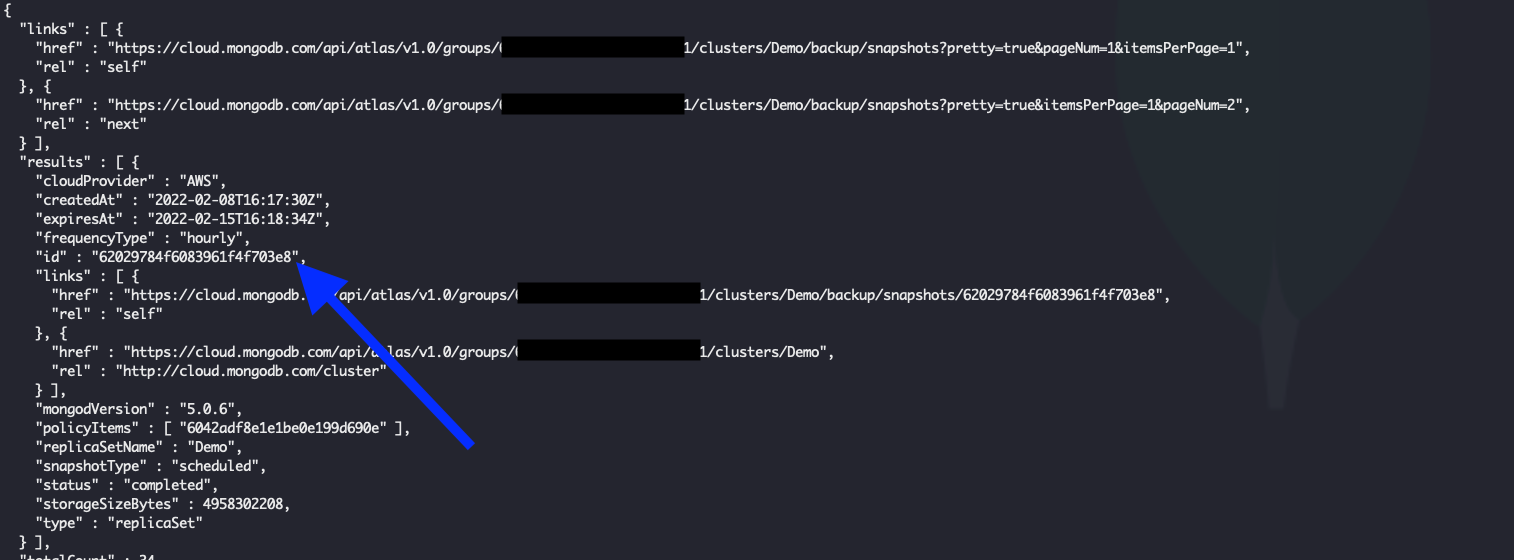 {
"links" : [ {
"href" : "https://cloud.mongodb.com/api/atlas/v1.0/groups/6 1/clusters/Demo/backup/snapshots?pretty=true&pageNum=1&itemsPerPage=1",
"rel" : "self"
}, {
"href" : "https://cloud.mongodb.com/api/atlas/v1.0/groups/6 1/clusters/Demo/backup/snapshots?pretty=true&itemsPerPage=1&pageNum=2",
"rel" : "next"
} ],
"results" : [ {
"cloudProvider" : "AWS",
"createdAt" : "2022-02-08T16:17:30Z",
"expiresAt" : "2022-02-15T16:18:34Z",
"frequencyType" : "hourly",
"id" : "62029784f6083961f4f703e8",
"links" : [ {
"href" : "https://cloud.mongodb.com/api/atlas/v1.0/groups/6 1/clusters/Demo/backup/snapshots/62029784f6083961f4f703e8",
"rel" : "self"
}, {
"href" : "https://cloud.mongodb.com/api/atlas/v1.0/groups/6 1/clusters/Demo",
"rel" : "http://cloud.mongodb.com/cluster"
} ],
"mongodVersion" : "5.0.6",
"policyItems" : [ "6042adf8e1e1be0e199d690e" ],
"replicaSetName" : "Demo",
"snapshotType" : "scheduled",
"status" : "completed",
"storageSizeBytes" : 4958302208,
"type" : "replicaSet"
} ],
"totalCount" : 34